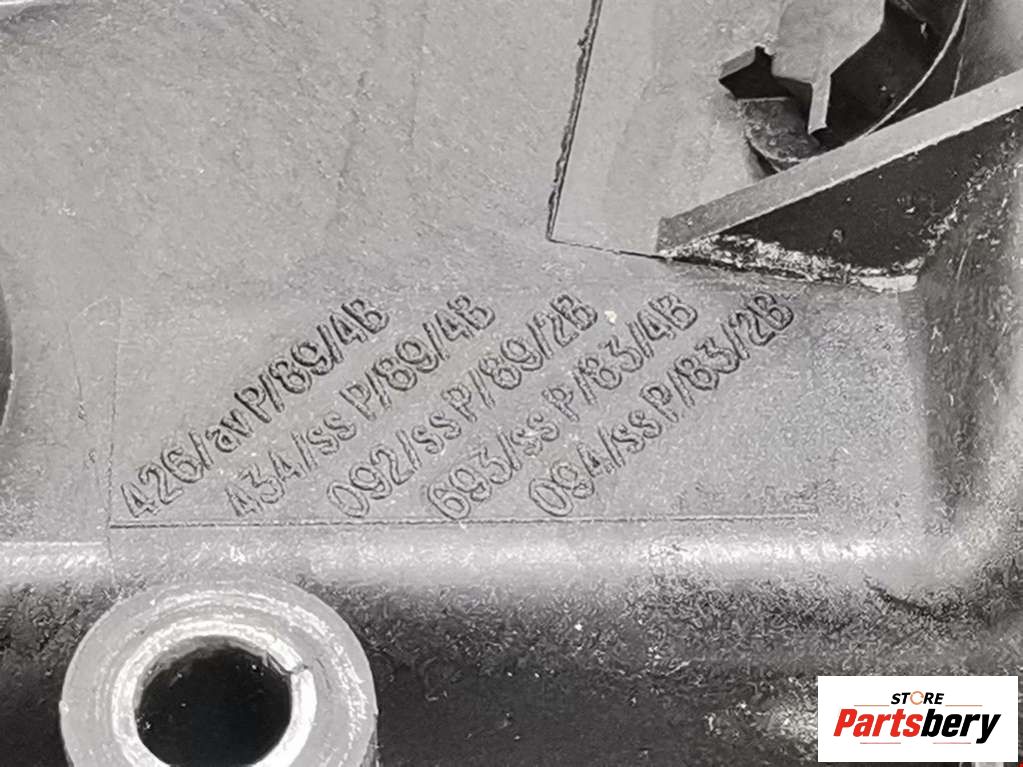 426/av P/89/4B
434/ss P/89/4B
092/ss P/89/2B
693/ss P/83/4B
094/ss P/83/2B
STORE
Partsbery